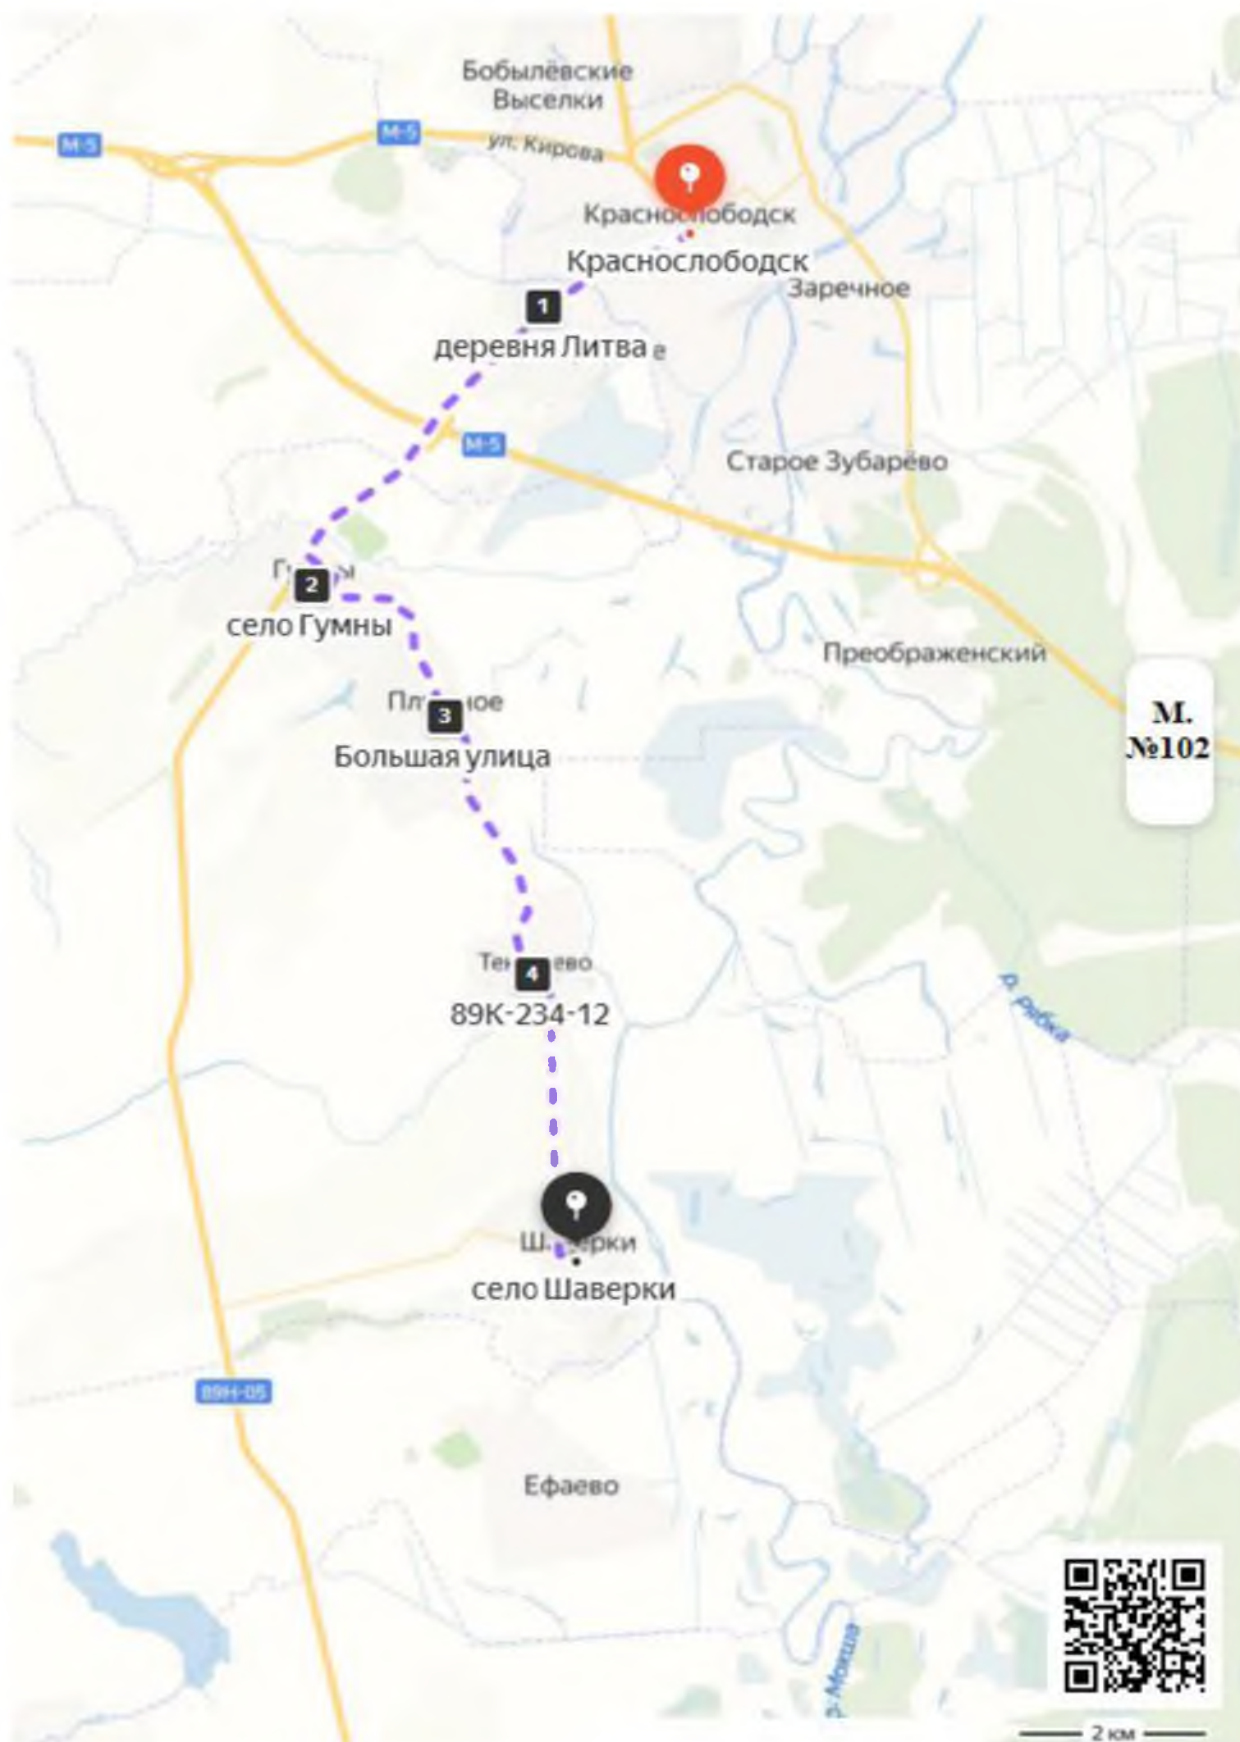 Бобылёвские
Выселки
М-5
М-5
ул. Кирова
Краснослободск
Краснослободск
Заречное
1
деревня Литва
е
М-5
Старое Зубарёво
2
село Гумны
Преображенский
3
Большая улица
М.
№102
4
89К-234-12
р. Рябка
село Шаверки
89Н-05
Ефаево
р. Мокша
2 км